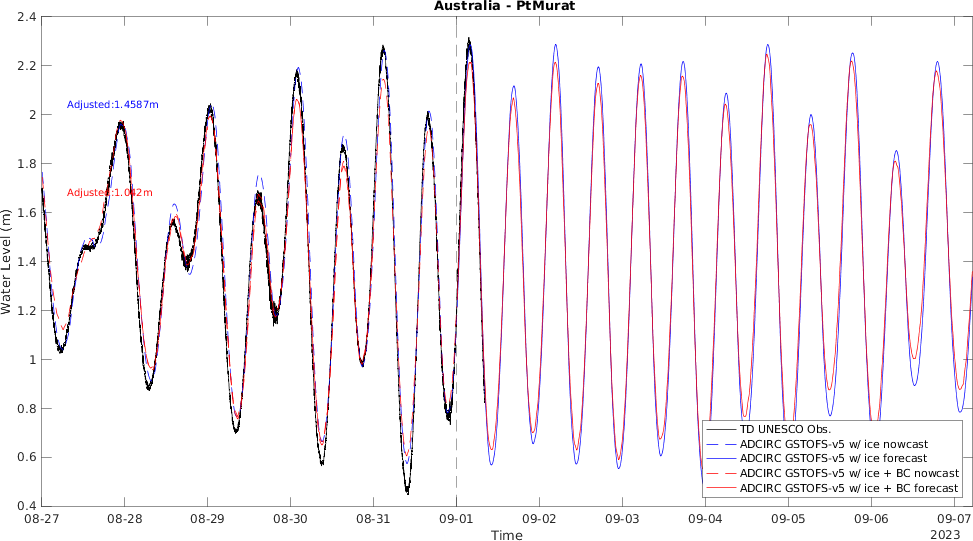 Australia - PtMurat
Water Level (m)
2.4
2.2
2
1.8
1.6
1.4
1.2
1
0.8
0.6
0.4
Adjusted:1.4587m
Adjusted:1.042m
TD UNESCO Obs.
ADCIRC GSTOFS-v5 w/ ice nowcast
ADCIRC GSTOFS-v5 w/ ice forecast
ADCIRC GSTOFS-v5 w/ ice + BC nowcast
ADCIRC GSTOFS-v5 w/ ice + BC forecast
08-27 08-28 08-29 08-30 08-31 09-01 09-02 09-03 09-04 09-05 09-06 09-07
Time
2023